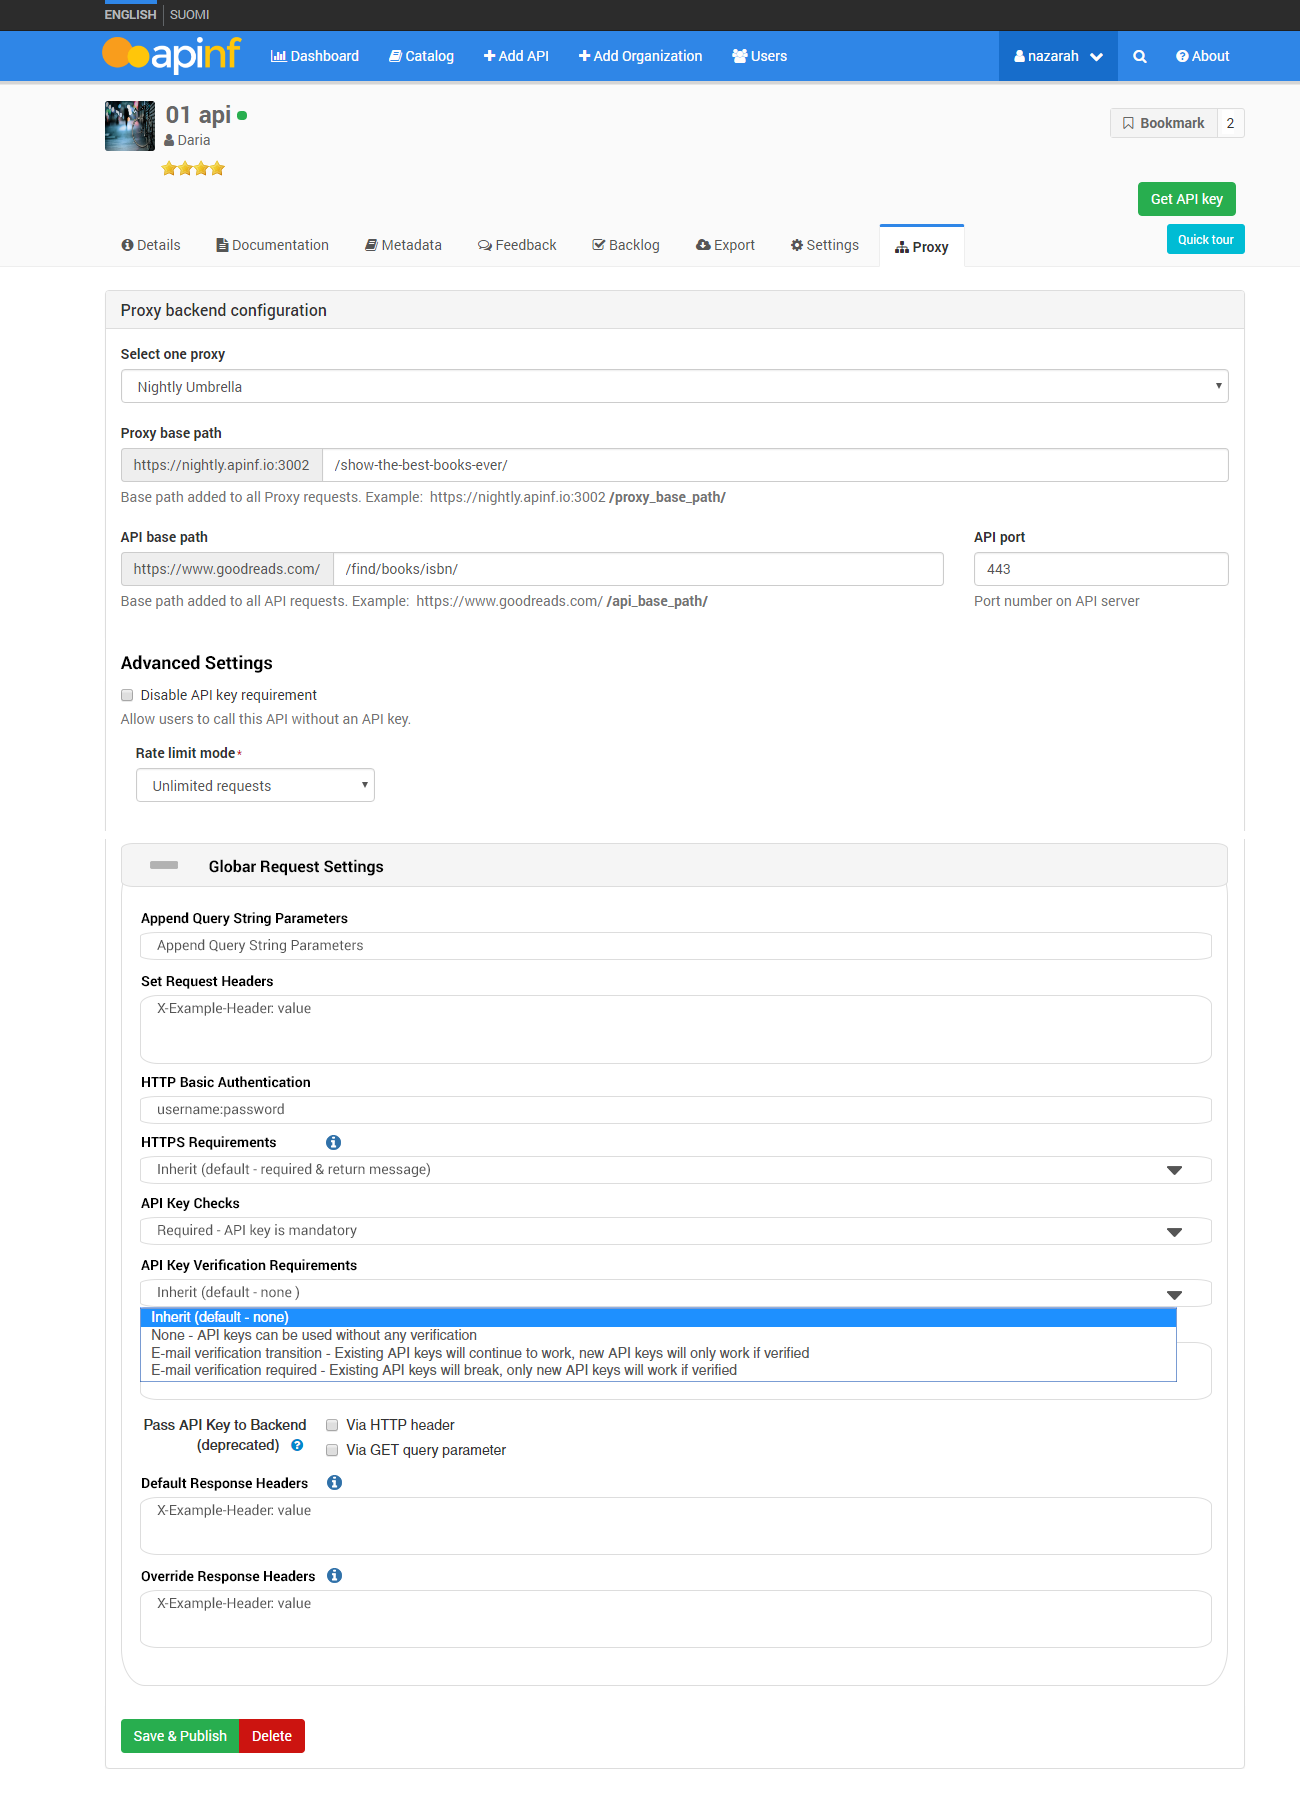 ENGLISH SUOMI
apinf Dashboard Catalog Add API Add Organization Users nazarah About
01 api
Daria
Bookmark 2
Get API key
Details Documentation Metadata Feedback Backlog Export Settings Proxy Quick tour
Proxy backend configuration
Select one proxy
Nightly Umbrella
Proxy base path
https://nightly.apinf.io:3002 /show-the-best-books-ever/
Base path added to all Proxy requests. Example: https://nightly.apinf.io:3002 /proxy_base_path/
API base path API port
https://www.goodreads.com/ /find/books/isbn/ 443
Base path added to all API requests. Example: https://www.goodreads.com/ /api_base_path/ Port number on API server
Advanced Settings
Disable API key requirement
Allow users to call this API without an API key.
Rate limit mode*
Unlimited requests
Globar Request Settings
Append Query String Parameters
Append Query String Parameters
Set Request Headers
X-Example-Header: value
HTTP Basic Authentication
username:password
HTTPS Requirements
Inherit (default - required & return message)
API Key Checks
Required - API key is mandatory
API Key Verification Requirements
Inherit (default - none )
Inherit (default - none)
None - API keys can be used without any verification
E-mail verification transition - Existing API keys will continue to work, new API keys will only work if verified
E-mail verification required - Existing API keys will break, only new API keys will work if verified
Pass API Key to Backend Via HTTP header
(deprecated) Via GET query parameter
Default Response Headers
X-Example-Header: value
Override Response Headers
X-Example-Header: value
Save & Publish Delete